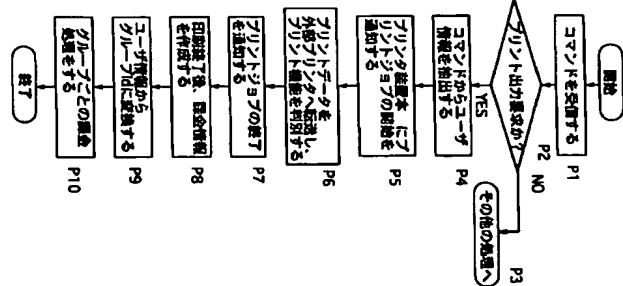 開始
コマンドを受信する
P1
プリント出力要求か?
P2
YES
NO
その他の処理へ
P3
コマンドからユーザ
情報を抽出する
P4
プリンタ装置本 にプ
リントジョブの開始を
通知する
P5
プリントデータを
外部プリンタへ転送し、
プリント機能を判別する
P6
プリントジョブの終了
を通知する
P7
印刷終了後、課金情報
を作成する
P8
ユーザ情報から
グループidに変換する
P9
グループごとの課金
処理をする
P10
終了